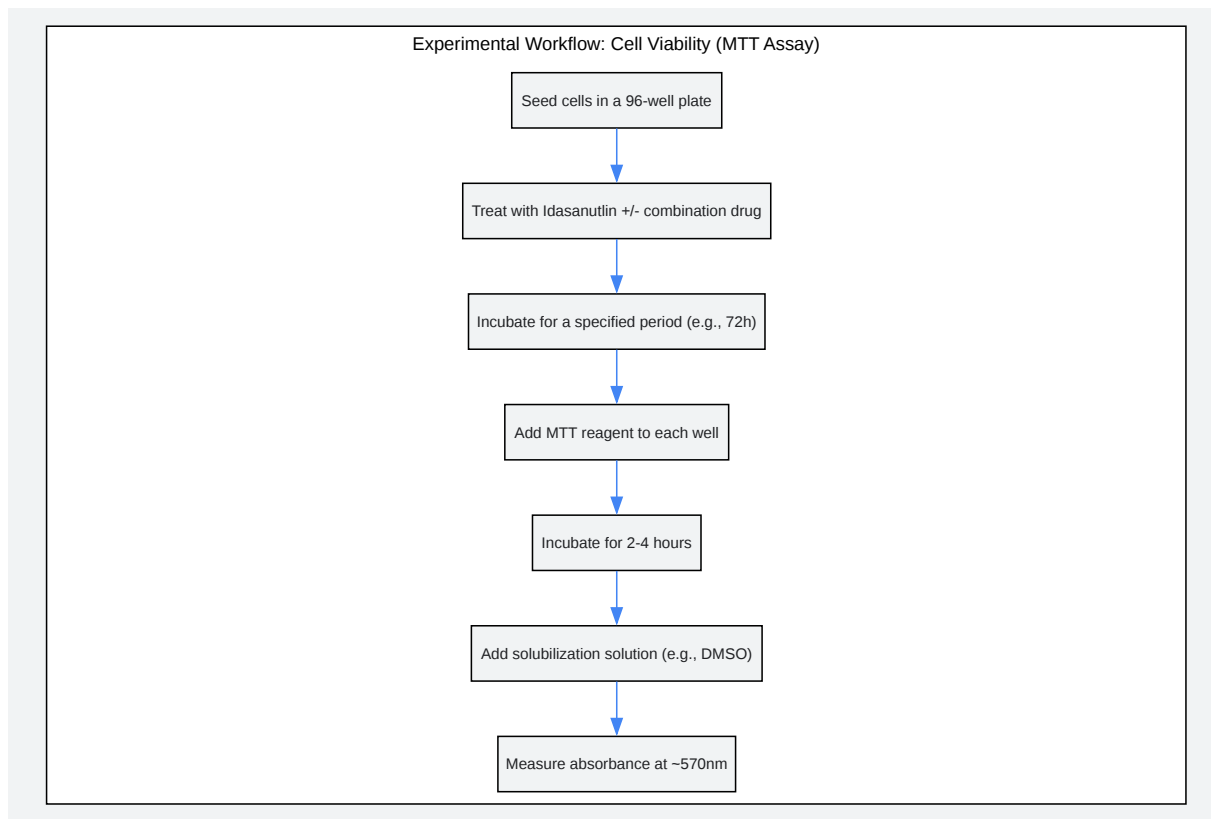 Experimental Workflow: Cell Viability (MTT Assay)
Seed cells in a 96-well plate
Treat with Idasanutlin +/- combination drug
Incubate for a specified period (e.g., 72h)
Add MTT reagent to each well
Incubate for 2-4 hours
Add solubilization solution (e.g., DMSO)
Measure absorbance at ~570nm